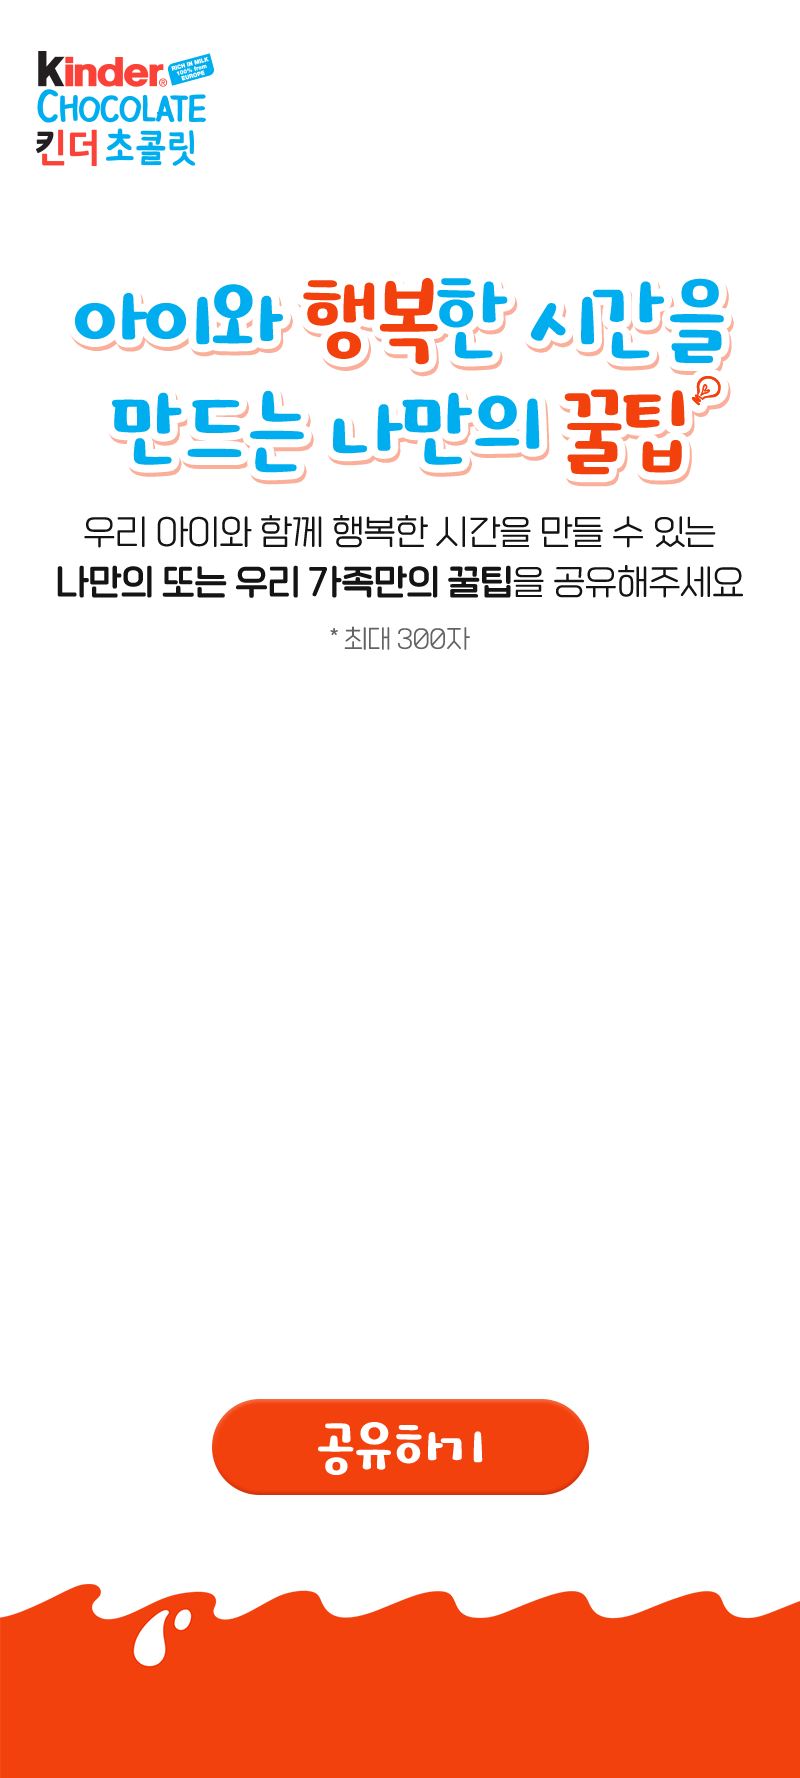 kinder®
RICH IN MILK
100% from
EUROPE
CHOCOLATE
킨더 초콜릿
아이와 행복한 시간을
만드는 나만의 꿀팁
우리 아이와 함께 행복한 시간을 만들 수 있는
나만의 또는 우리 가족만의 꿀팁을 공유해주세요
* 최대 300자
공유하기